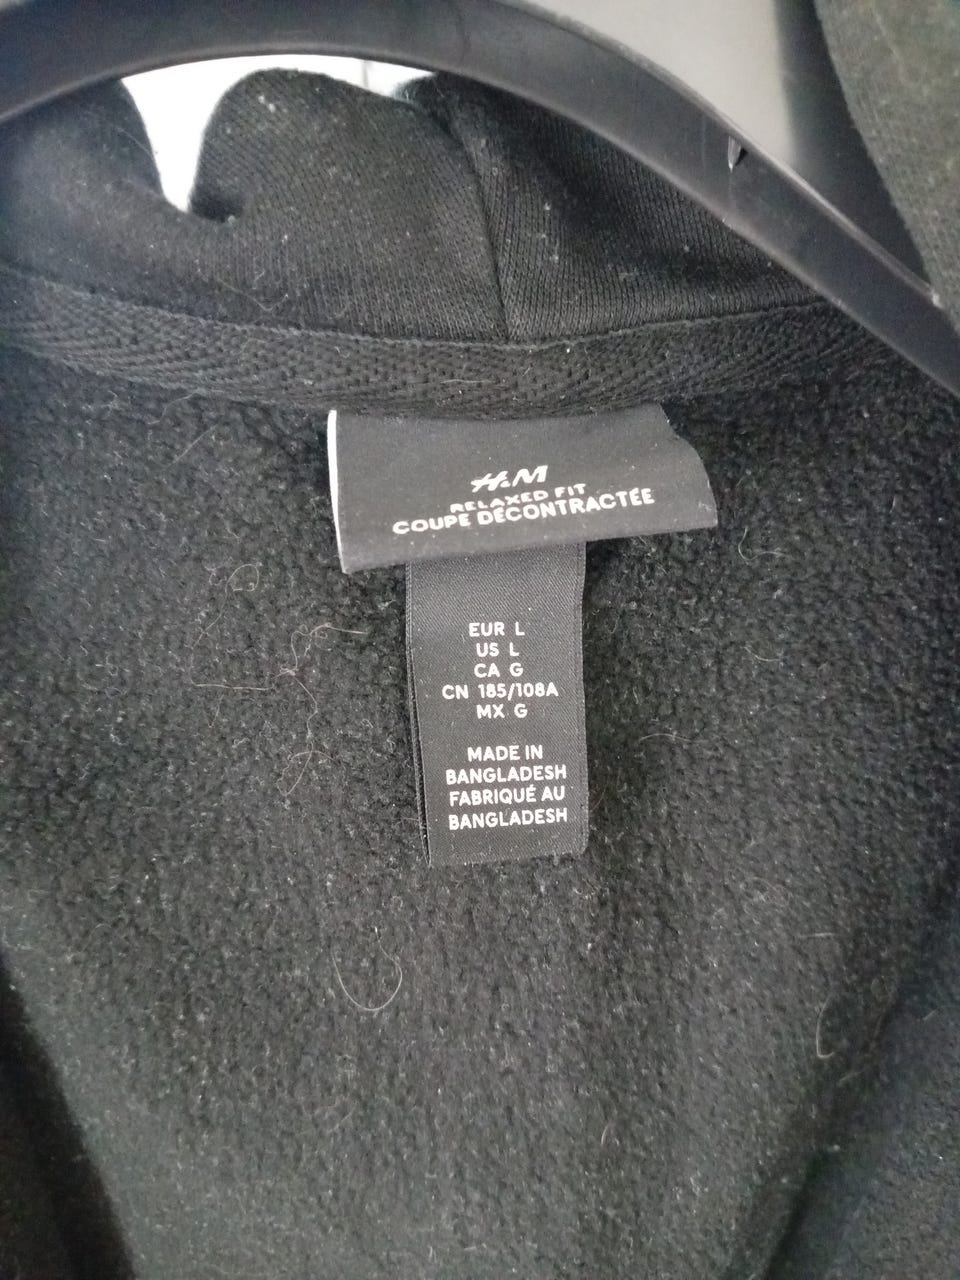 H&M
RELAXED FIT
COUPE DÉCONTRACTÉE
EUR L
US L
CA G
CN 185/108A
MX G
MADE IN
BANGLADESH
FABRIQUÉ AU
BANGLADESH